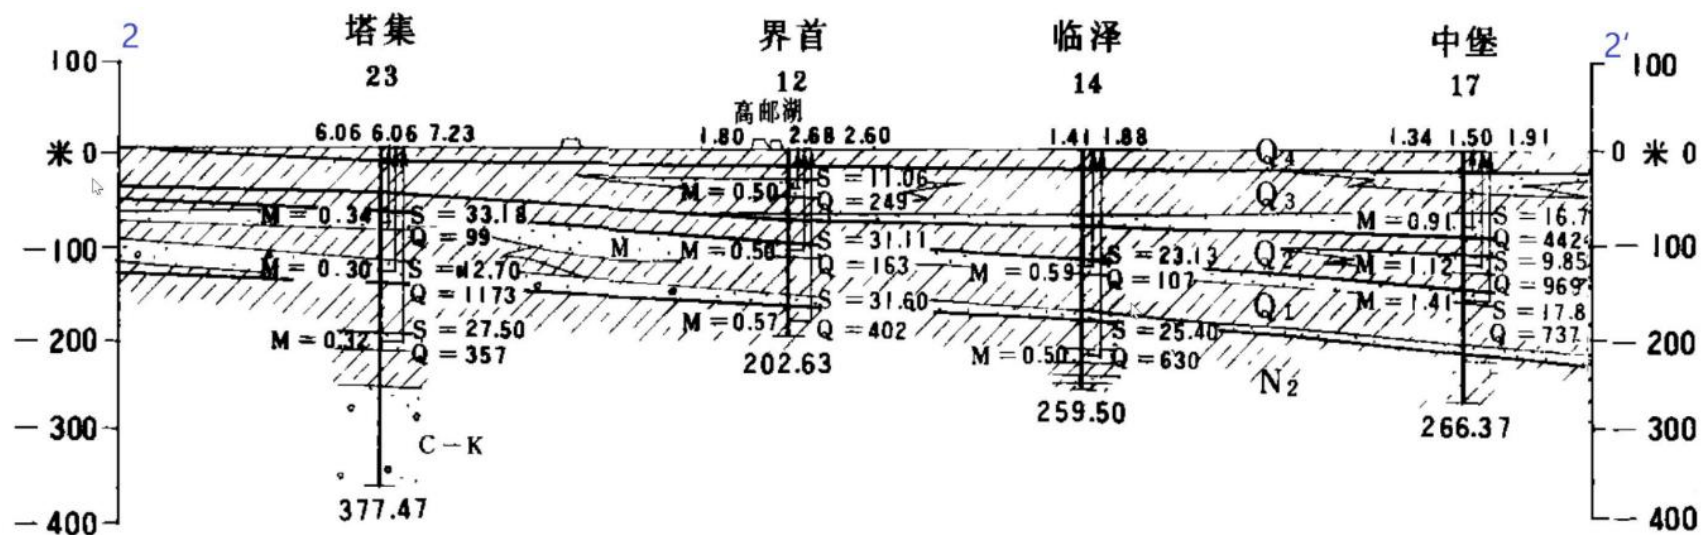 2 塔集 界首 临泽 中堡 2'
100 23 12 14 17 100
高邮湖
6.06 6.06 7.23 1.80 2.68 2.60 1.41 1.88 1.34 1.50 1.91
米 0 Q4 0 米 0
M = 0.50 S = 11.06 Q3
Q = 249
M = 0.34 S = 33.18 M = 0.91 S = 16.7
Q = 99 S = 31.11 Q = 442
-100 M M = 0.50 S = 23.13 Q2 S = 9.85 -100
M = 0.30 S = 12.70 Q = 163 M = 0.59 Q = 107 M = 1.12 Q = 969
Q = 1173 S = 31.60 Q1 M = 1.41 S = 17.8
S = 27.50 M = 0.57 Q = 402 S = 25.40 Q = 737
-200 M = 0.32 Q = 357 M = 0.50 Q = 630 -200
202.63 N2
259.50
-300 C-K 266.37 -300
377.47
-400 -400